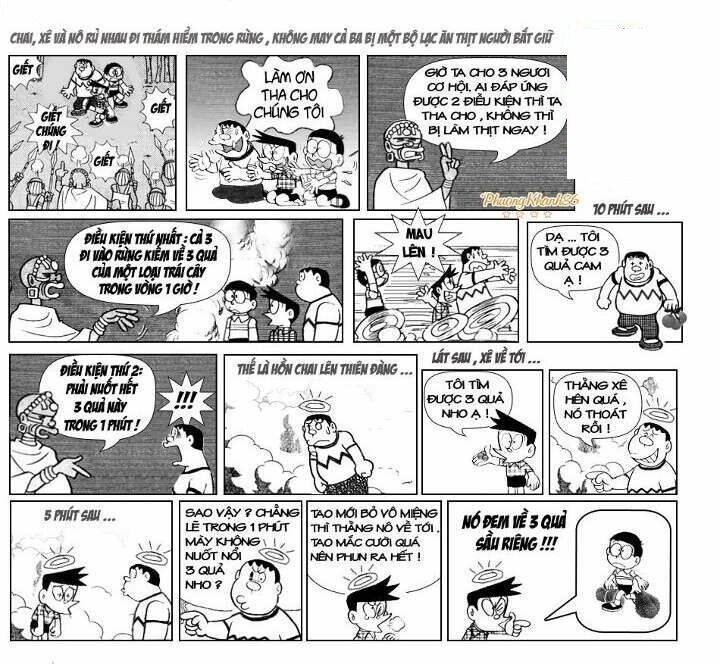 CHAI, XÊ VÀ NÔ RỦ NHAU ĐI THÁM HIỂM TRONG RỪNG, KHÔNG MAY CẢ BA BỊ MỘT BỘ LẠC ĂN THỊT NGƯỜI BẮT GIỮ
GIẾT
GIẾT
GIẾT
GIẾT
CHÚNG
ĐI !
GIẾT
LÀM ƠN
THA CHO
CHÚNG TÔI
GIỜ TA CHO 3 NGƯƠI
CƠ HỘI. AI ĐÁP ỨNG
ĐƯỢC 2 ĐIỀU KIỆN THÌ TA
THA CHO, KHÔNG THÌ
BỊ LÀM THỊT NGAY !
PhuongKhanh36
ĐIỀU KIỆN THỨ NHẤT : CẢ 3
ĐI VÀO RỪNG KIẾM VỀ 3 QUẢ
CỦA MỘT LOẠI TRÁI CÂY
TRONG VÒNG 1 GIỜ !
MAU
LÊN !
10 PHÚT SAU ...
DẠ ... TÔI
TÌM ĐƯỢC 3
QUẢ CAM
Ạ !
ĐIỀU KIỆN THỨ 2:
PHẢI NUỐT HẾT
3 QUẢ NÀY
TRONG 1 PHÚT !
!!!
THẾ LÀ HỒN CHAI LÊN THIÊN ĐÀNG ...
LÁT SAU, XÊ VỀ TỚI ...
TÔI TÌM
ĐƯỢC 3 QUẢ
NHO Ạ !
THẰNG XÊ
HÊN QUÁ,
NÓ THOÁT
RỒI !
5 PHÚT SAU ...
SAO VẬY ? CHẲNG
LẼ TRONG 1 PHÚT
MÀY KHÔNG
NUỐT NỔI
3 QUẢ
NHO ?
TAO MỚI BỎ VÔ MIỆNG
THÌ THẰNG NÔ VỀ TỚI.
TAO MẮC CƯỜI QUÁ
NÊN PHUN RA HẾT !
NÓ ĐEM VỀ 3 QUẢ
SẦU RIÊNG !!!